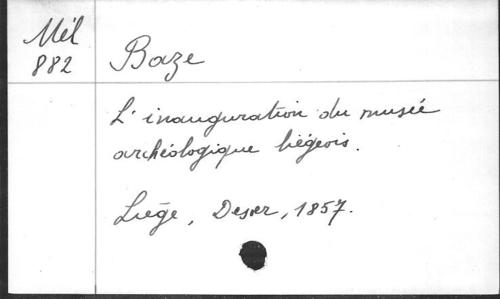 Mél
882
Baze
L'inauguration du musée
archéologique liégeois.
Liège, Desoer, 1857.